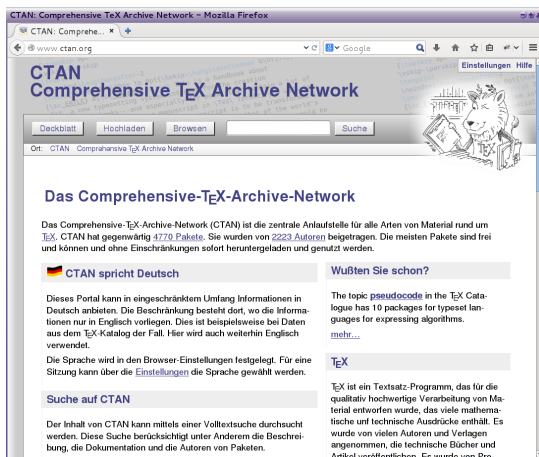 CTAN: Comprehensive TeX Archive Network - Mozilla Firefox
CTAN: Comprehe...
www.ctan.org
Google
Einstellungen Hilfe
CTAN
Comprehensive TEX Archive Network
Deckblatt Hochladen Browsen Suche
Ort: CTAN Comprehensive TEX Archive Network
TEX
Das Comprehensive-TEX-Archive-Network
Das Comprehensive-TEX-Archive-Network (CTAN) ist die zentrale Anlaufstelle für alle Arten von Material rund um
TEX. CTAN hat gegenwärtig 4770 Pakete. Sie wurden von 2223 Autoren beigetragen. Die meisten Pakete sind frei
und können und ohne Einschränkungen sofort heruntergeladen und genutzt werden.
CTAN spricht Deutsch
Dieses Portal kann in eingeschränktem Umfang Informationen in
Deutsch anbieten. Die Beschränkung besteht dort, wo die Informa-
tionen nur in Englisch vorliegen. Dies ist beispielsweise bei Daten
aus dem TEX-Katalog der Fall. Hier wird auch weiterhin Englisch
verwendet.
Die Sprache wird in den Browser-Einstellungen festgelegt. Für eine
Sitzung kann über die Einstellungen die Sprache gewählt werden.
Suche auf CTAN
Der Inhalt von CTAN kann mittels einer Volltextsuche durchsucht
werden. Diese Suche berücksichtigt unter Anderem die Beschrei-
bung, die Dokumentation und die Autoren von Paketen.
Wußten Sie schon?
The topic pseudocode in the TEX Cata-
logue has 10 packages for typeset lan-
guages for expressing algorithms.
mehr...
TEX
TEX ist ein Textsatz-Programm, das für die
qualitativ hochwertige Verarbeitung von Ma-
terial entworfen wurde, das viele mathema-
tische unf technische Ausdrücke enthält. Es
wurde von vielen Autoren und Verlagen
angenommen, die technische Bücher und
Artikel veröffentlichen. Es wurde von Pro-